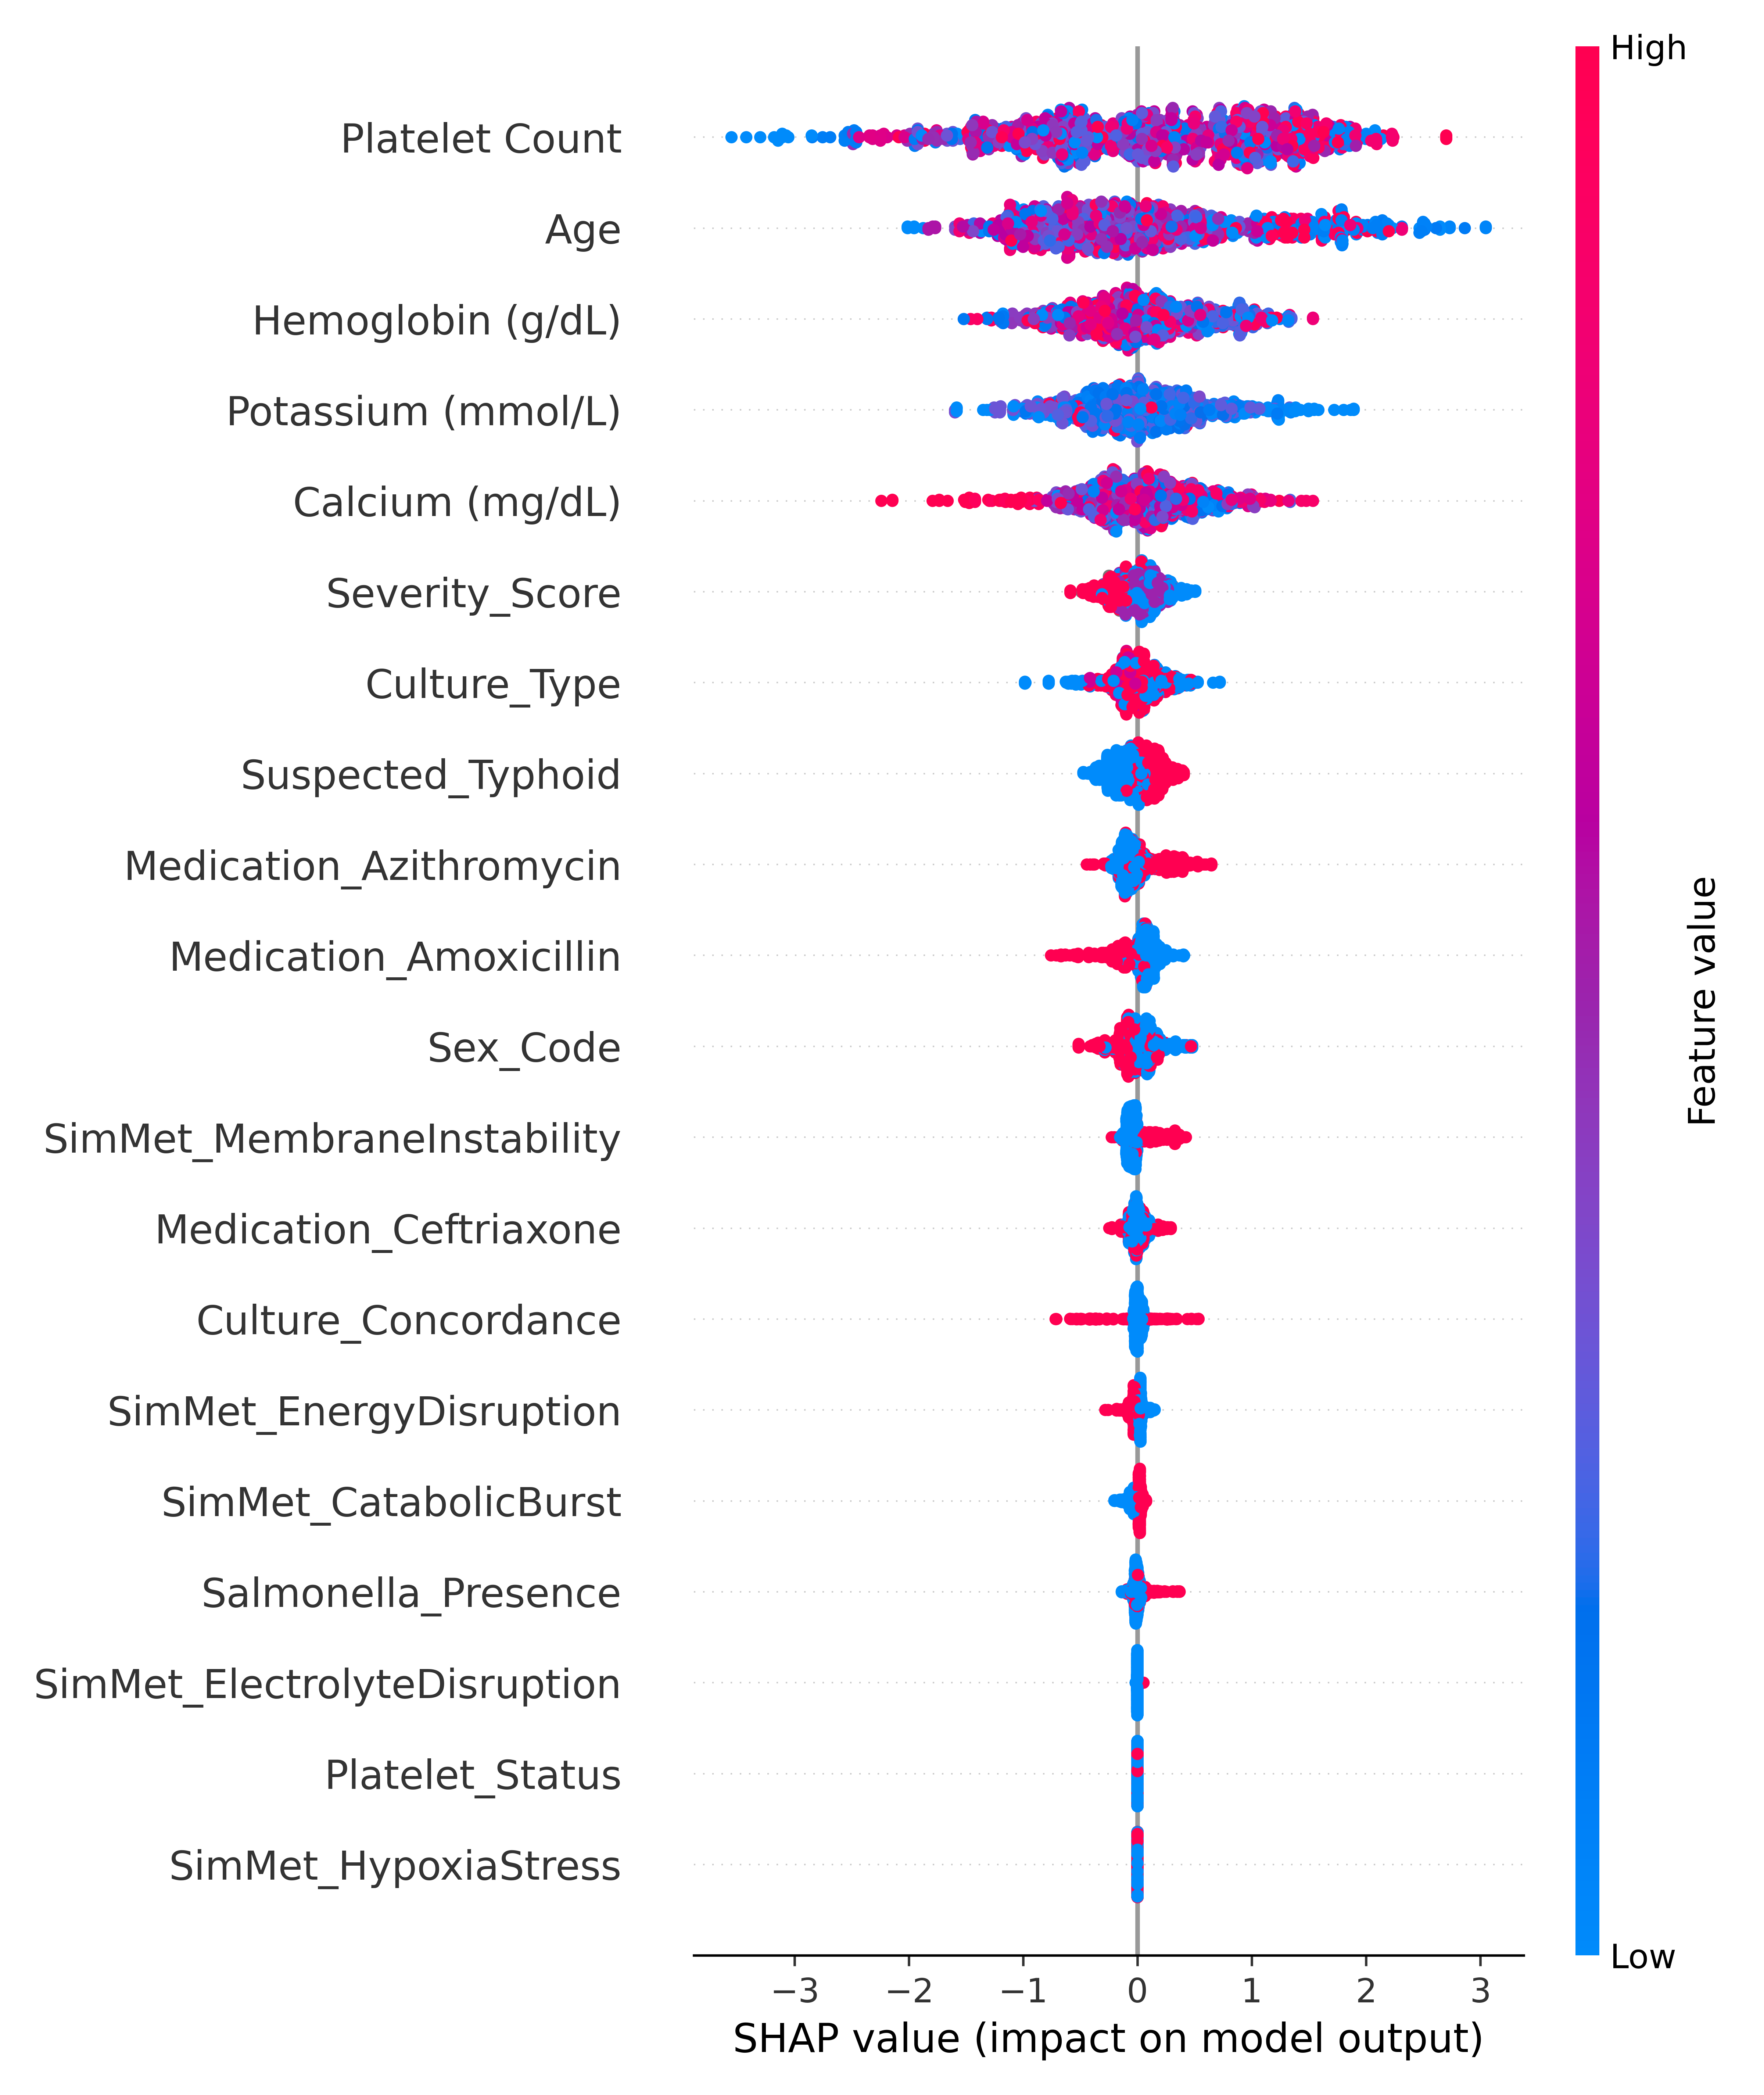 High
Platelet Count
Age
Hemoglobin (g/dL)
Potassium (mmol/L)
Calcium (mg/dL)
Severity_Score
Culture_Type
Suspected_Typhoid
Medication_Azithromycin
Medication_Amoxicillin
Sex_Code
SimMet_MembraneInstability
Medication_Ceftriaxone
Culture_Concordance
SimMet_EnergyDisruption
SimMet_CatabolicBurst
Salmonella_Presence
SimMet_ElectrolyteDisruption
Platelet_Status
SimMet_HypoxiaStress
Feature value
Low
−3 −2 −1 0 1 2 3
SHAP value (impact on model output)